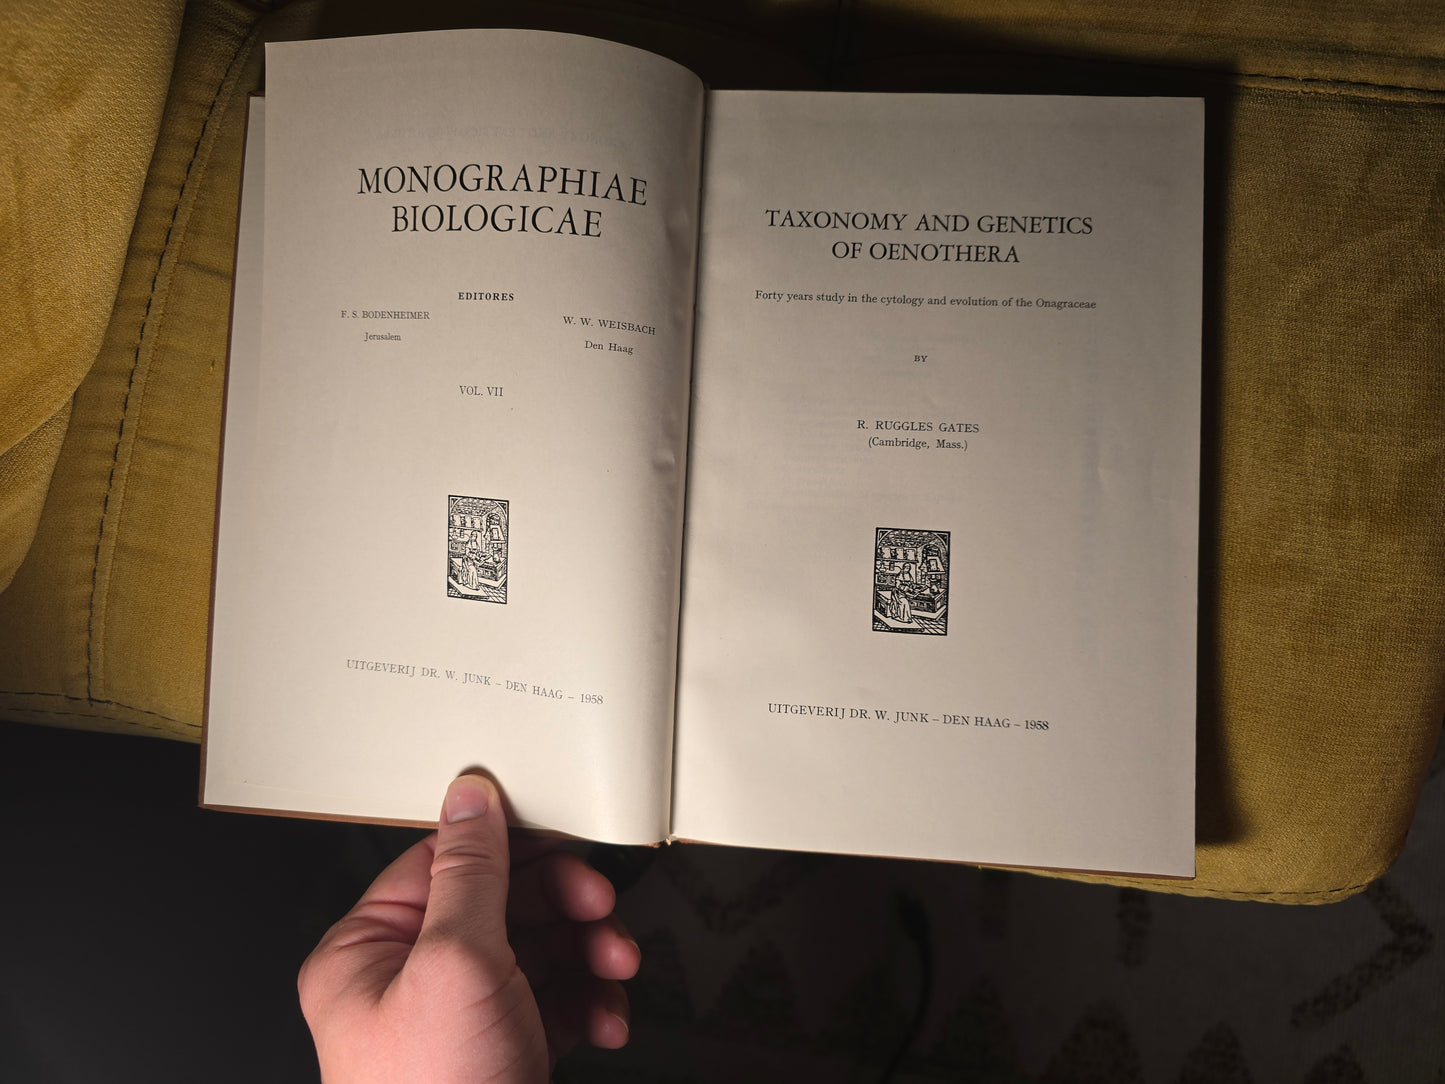 MONOGRAPHIAE
BIOLOGICAE
EDITORES
F. S. BODENHEIMER
Jerusalem
W. W. WEISBACH
Den Haag
VOL. VII
UITGEVERIJ DR. W. JUNK – DEN HAAG – 1958
TAXONOMY AND GENETICS
OF OENOTHERA
Forty years study in the cytology and evolution of the Onagraceae
BY
R. RUGGLES GATES
(Cambridge, Mass.)
UITGEVERIJ DR. W. JUNK – DEN HAAG – 1958